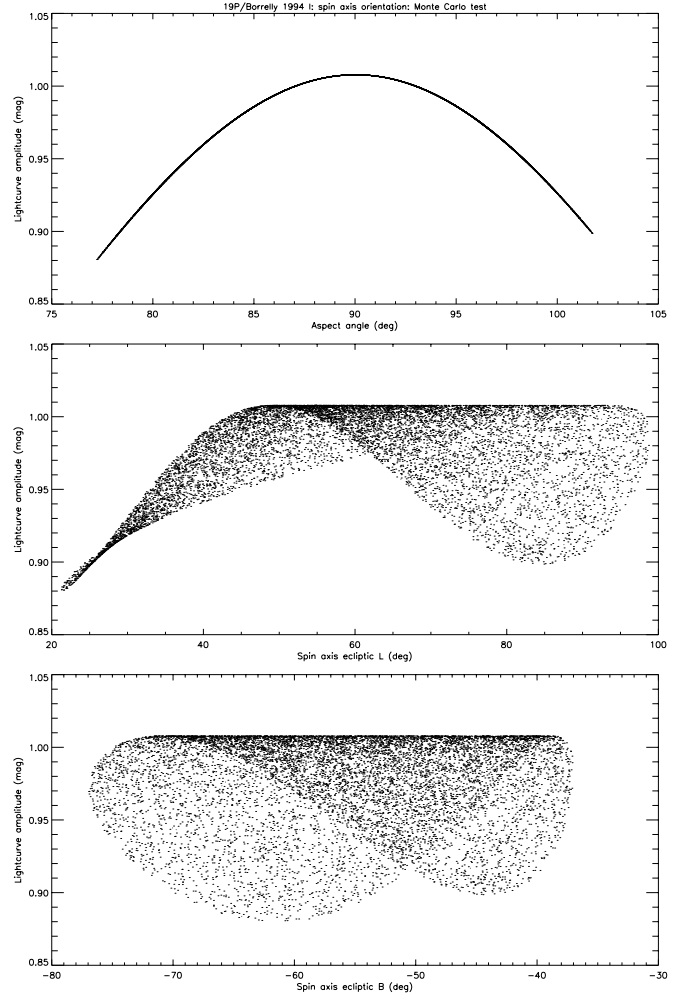 19P/Borrelly 1994 I: spin axis orientation: Monte Carlo test
1.05
1.00
0.95
0.90
0.85
Lightcurve amplitude (mag)
75 80 85 90 95 100 105
Aspect angle (deg)
1.05
1.00
0.95
0.90
0.85
Lightcurve amplitude (mag)
20 40 60 80 100
Spin axis ecliptic L (deg)
1.05
1.00
0.95
0.90
0.85
Lightcurve amplitude (mag)
-80 -70 -60 -50 -40 -30
Spin axis ecliptic B (deg)